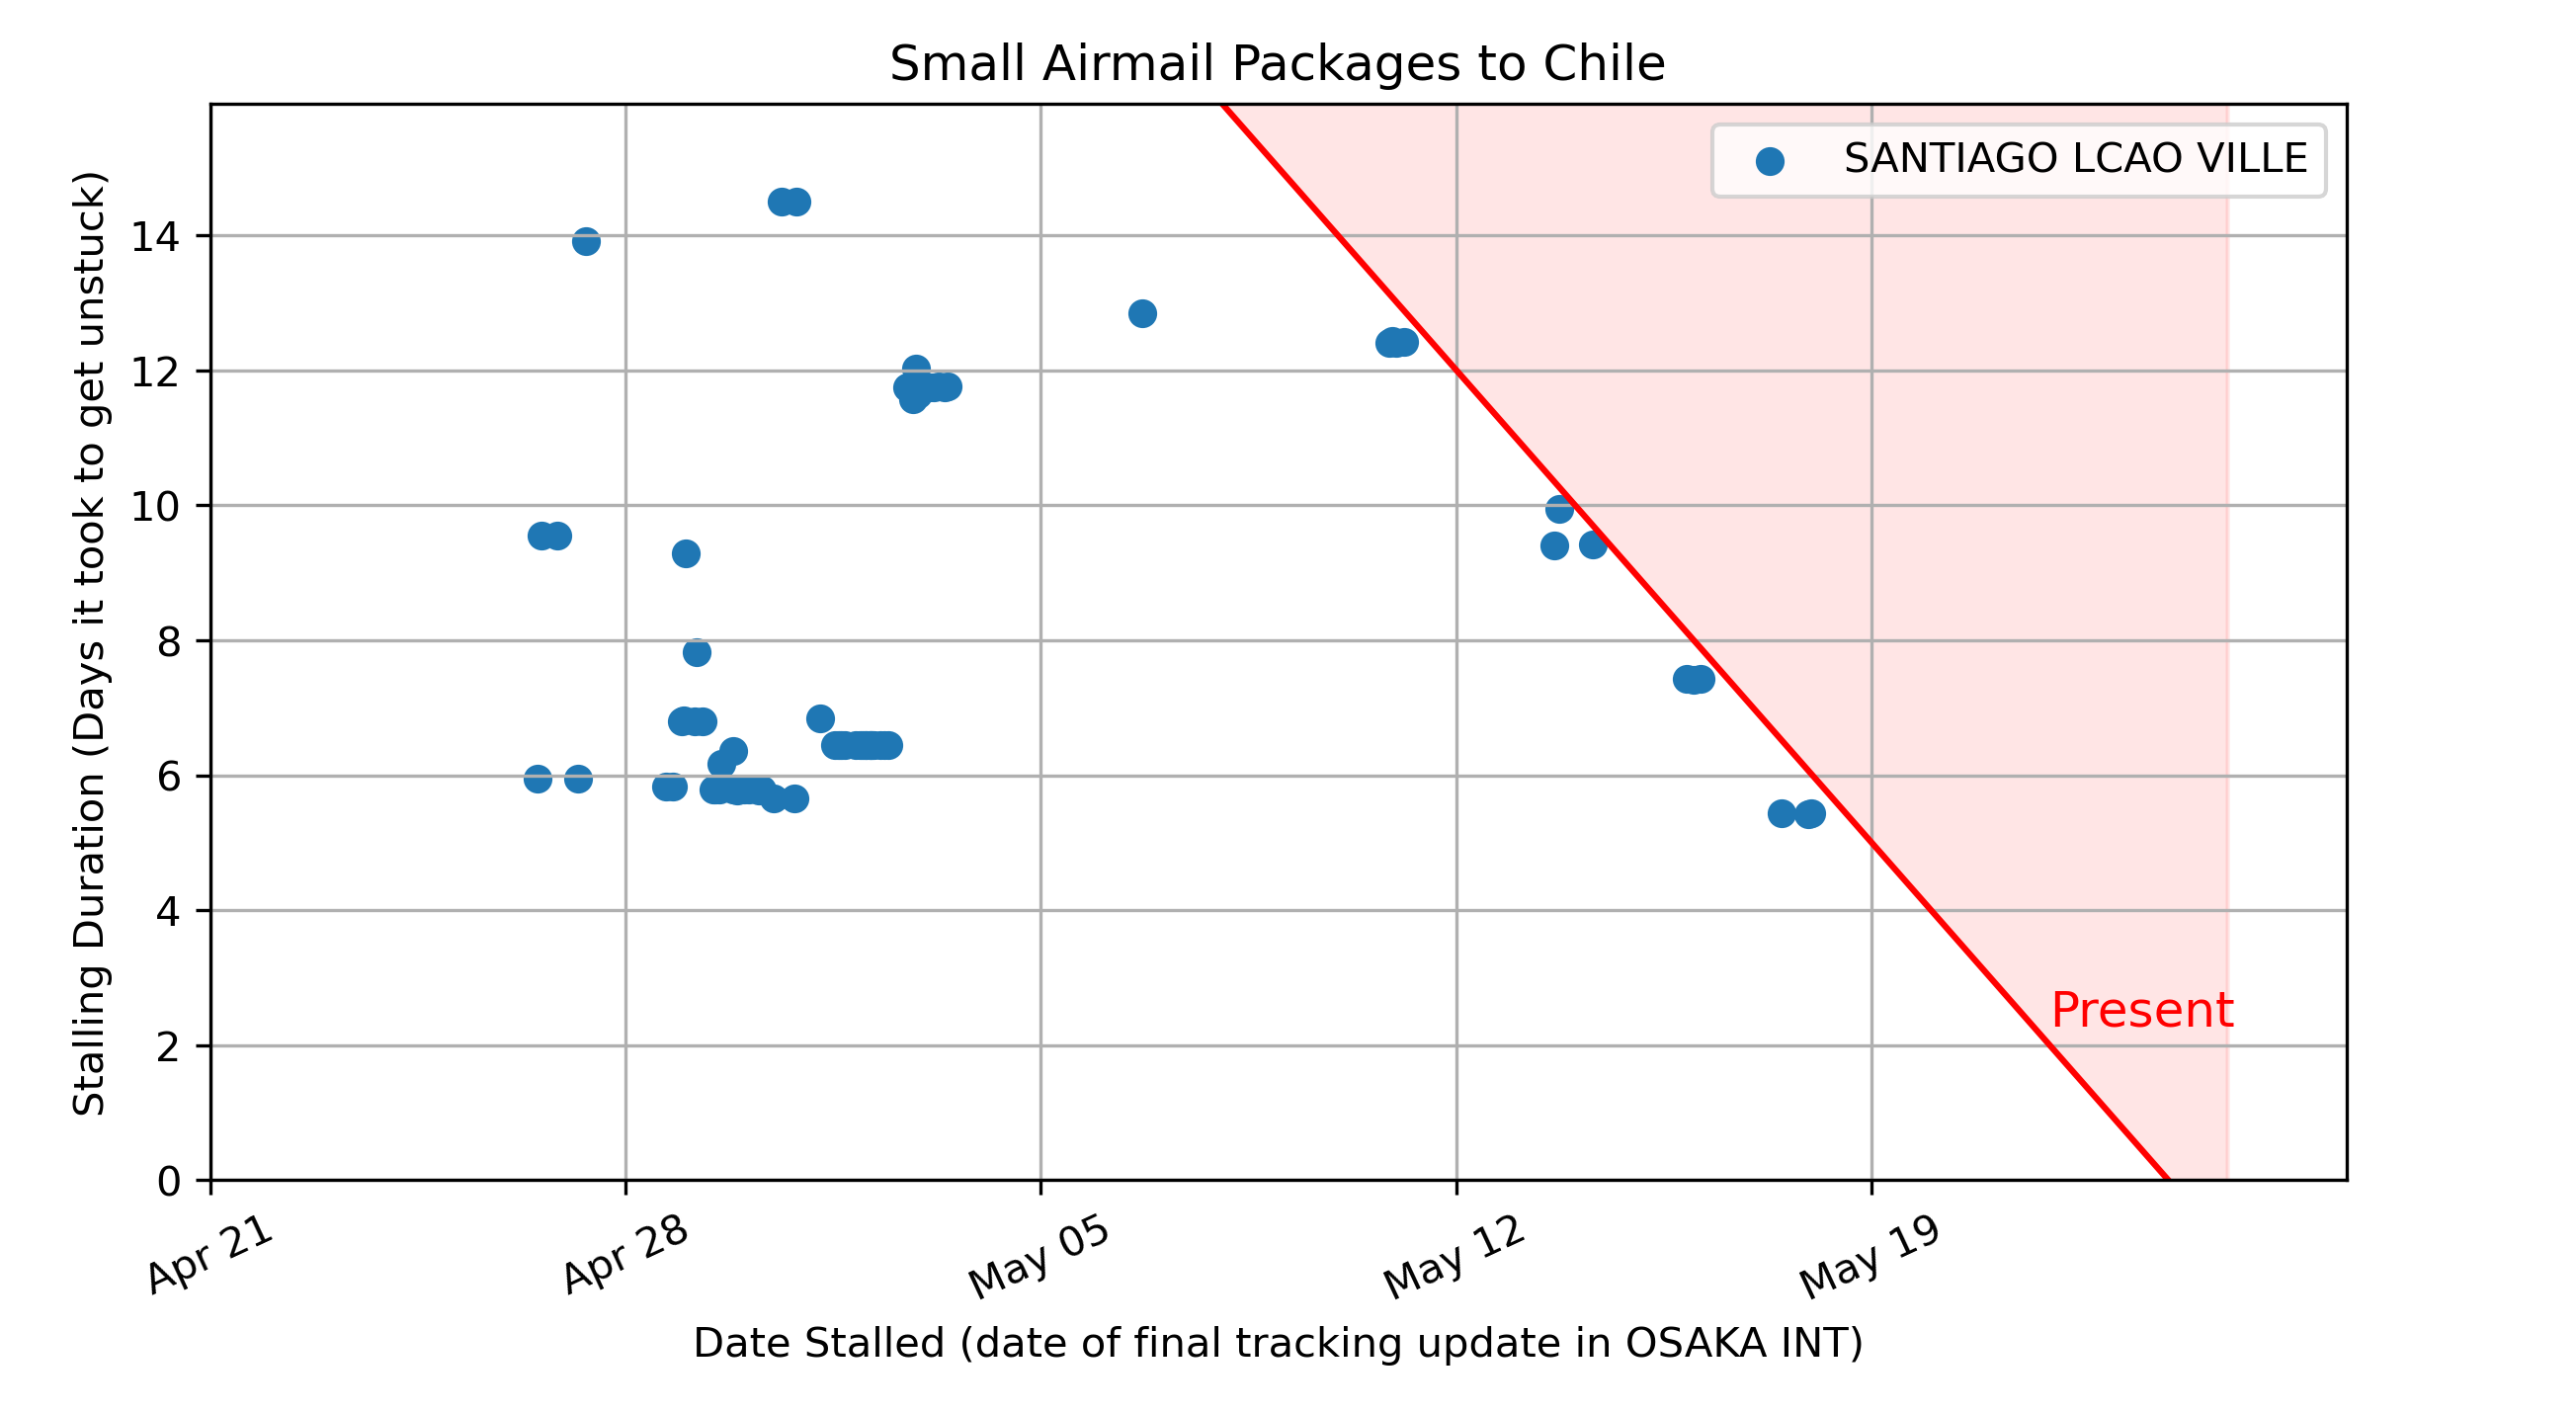 Small Airmail Packages to Chile
SANTIAGO LCAO VILLE
Stalling Duration (Days it took to get unstuck)
14
12
10
8
6
4
2
0
Present
Apr 21
Apr 28
May 05
May 12
May 19
Date Stalled (date of final tracking update in OSAKA INT)